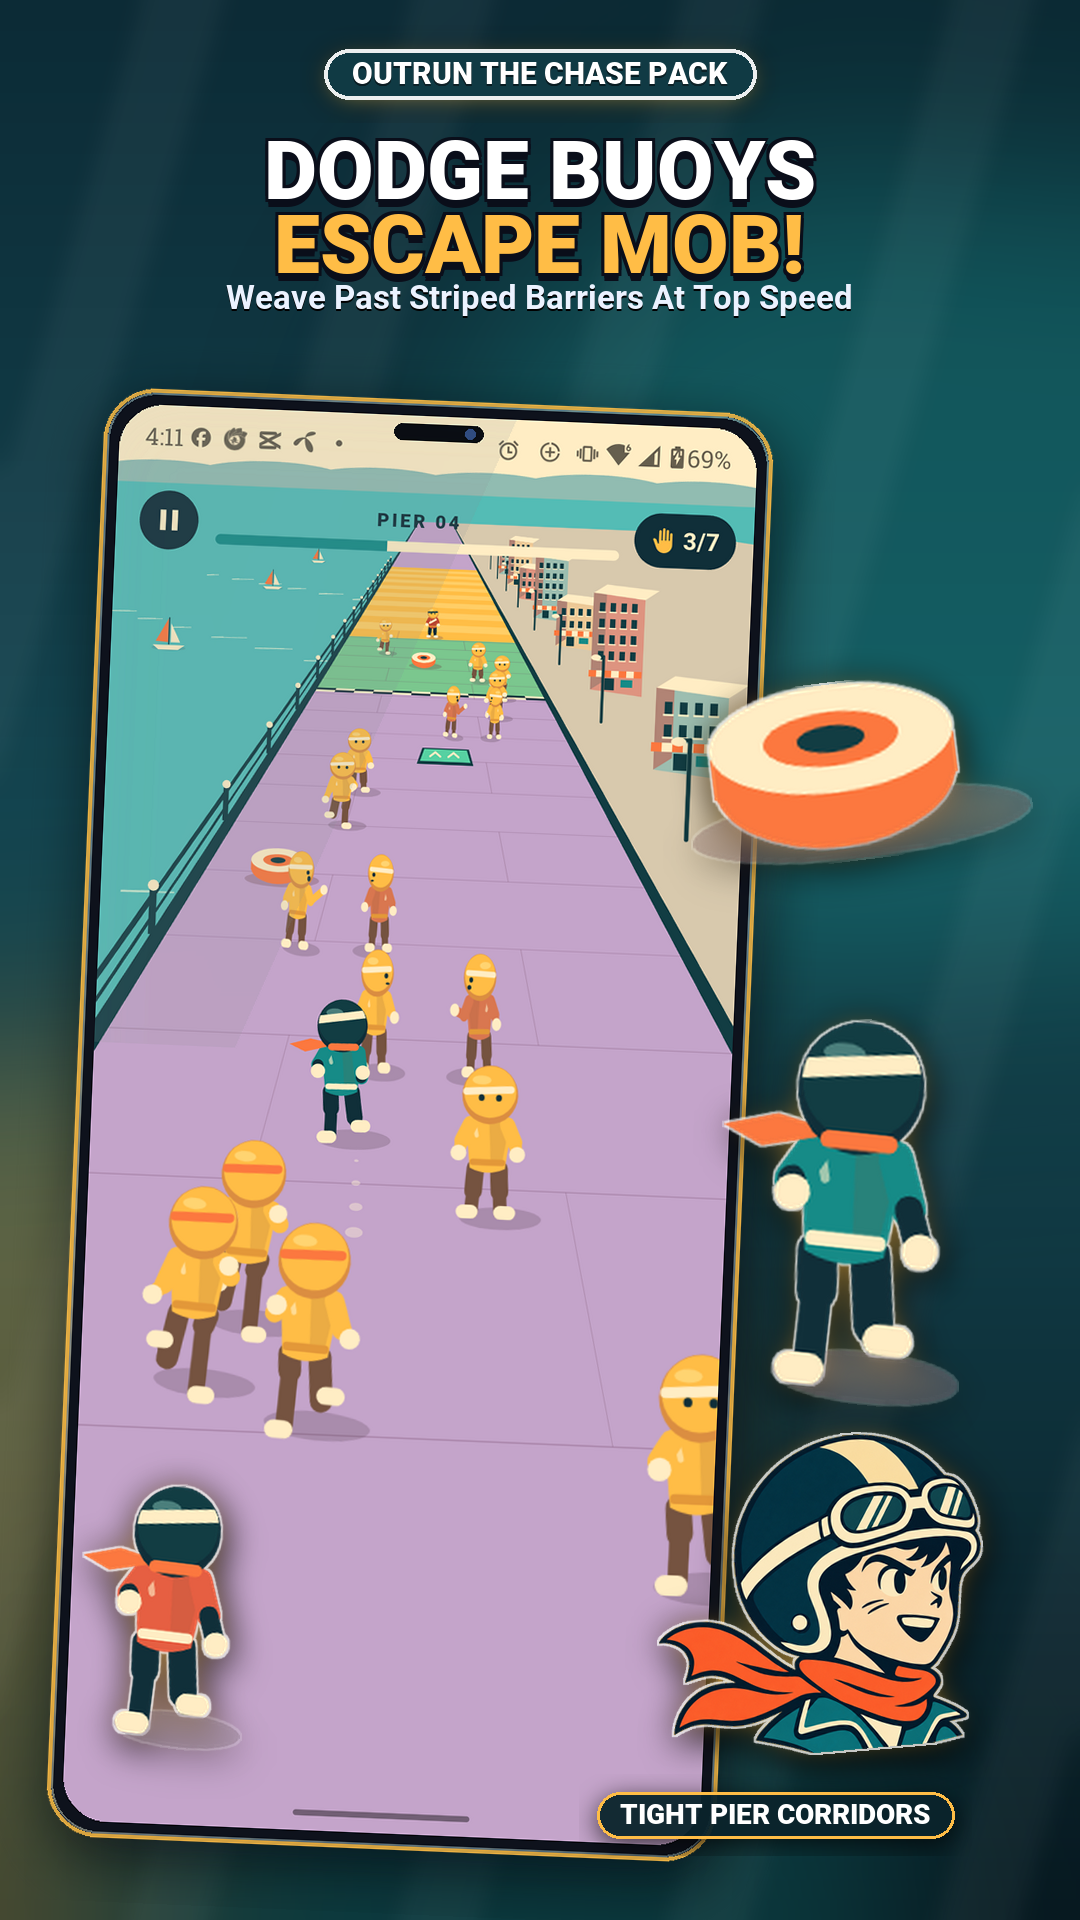 OUTRUN THE CHASE PACK
DODGE BUOYS
ESCAPE MOB!
Weave Past Striped Barriers At Top Speed
4:11
69%
PIER 04
3/7
TIGHT PIER CORRIDORS